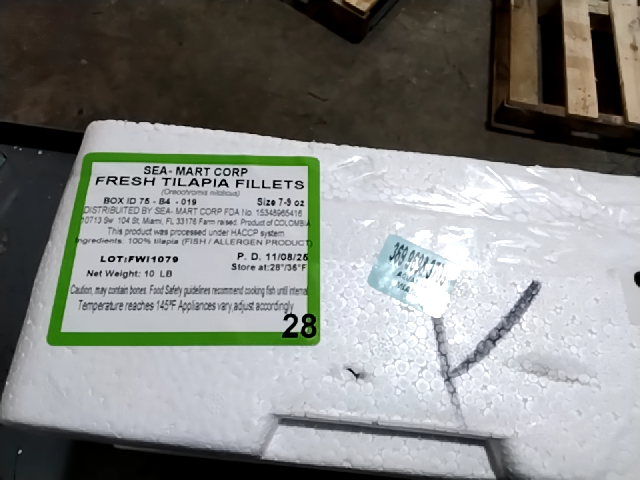 SEA- MART CORP
FRESH TILAPIA FILLETS
(Oreochromis niloticus)
BOX ID 75 - B4 - 019 Size 7-9 oz
DISTRIBUTED BY SEA- MART CORP FDA No. 15348965416
10713 Sw. 104 St, Miami, FL 33176 Farm raised, Product of COLOMBIA
This product was processed under HACCP system
Ingredients: 100% tilapia (FISH / ALLERGEN PRODUCT)
LOT:FWI1079 P. D. 11/08/25
Net Weight: 10 LB Store at:28°/36°F
Caution, may contain bones. Food Safety guidelines recommend cooking fish until internal
Temperature reaches 145°F Appliances vary,adjust accordingly
28